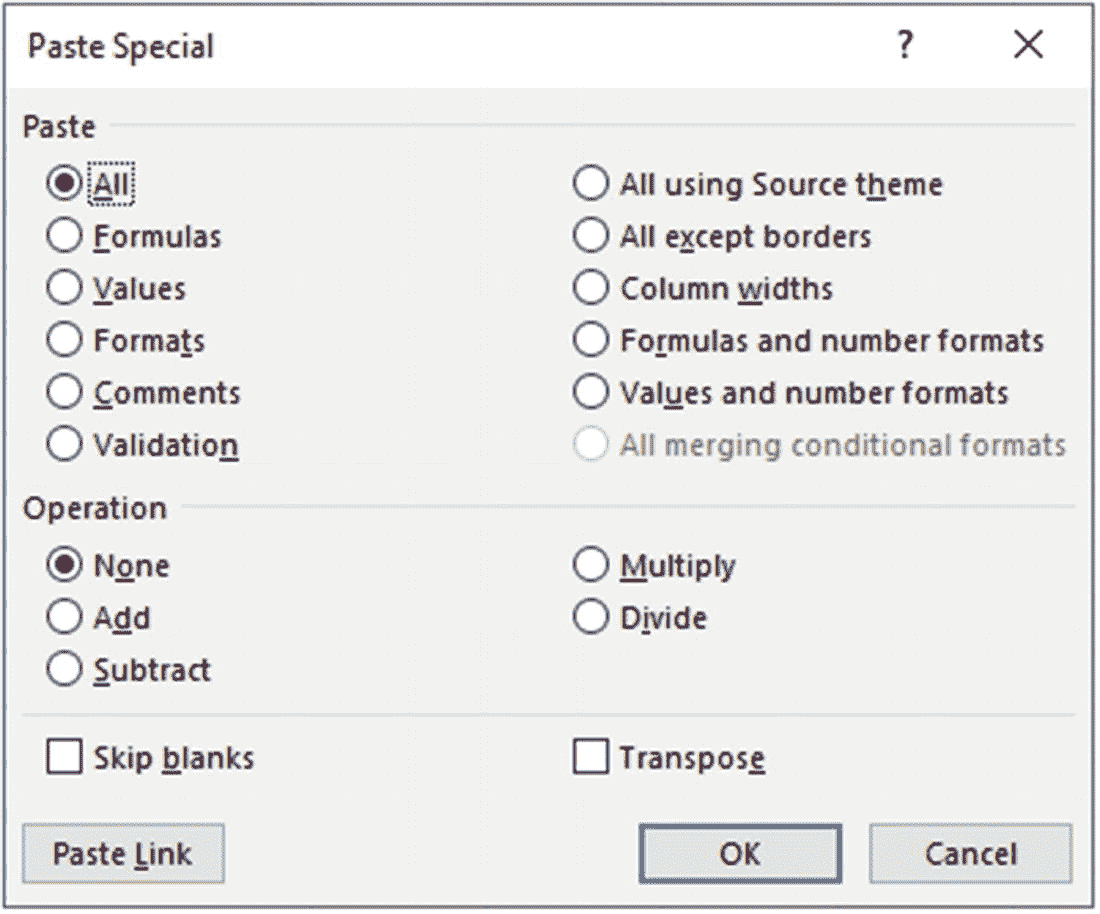 Paste Special ?
Paste
All
Formulas
Values
Formats
Comments
Validation
All using Source theme
All except borders
Column widths
Formulas and number formats
Values and number formats
All merging conditional formats
Operation
None
Add
Subtract
Multiply
Divide
Skip blanks
Transpose
Paste Link
OK
Cancel